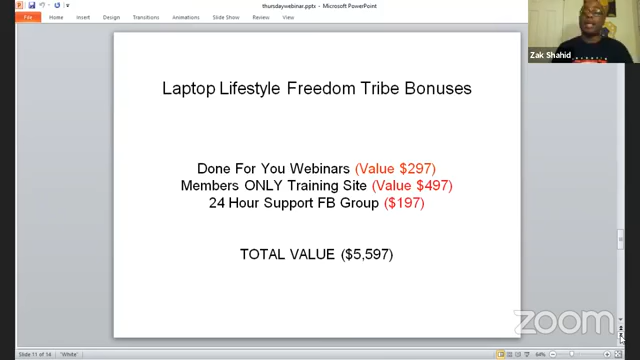 thursdaywebinar.ppts - Microsoft PowerPoint
File Home Insert Design Transitions Animations Slide Show Review View
Zak Shahid
Laptop Lifestyle Freedom Tribe Bonuses
Done For You Webinars (Value $297)
Members ONLY Training Site (Value $497)
24 Hour Support FB Group ($197)
TOTAL VALUE ($5,597)
zoom
Slide 11 of 14 "White" 64%